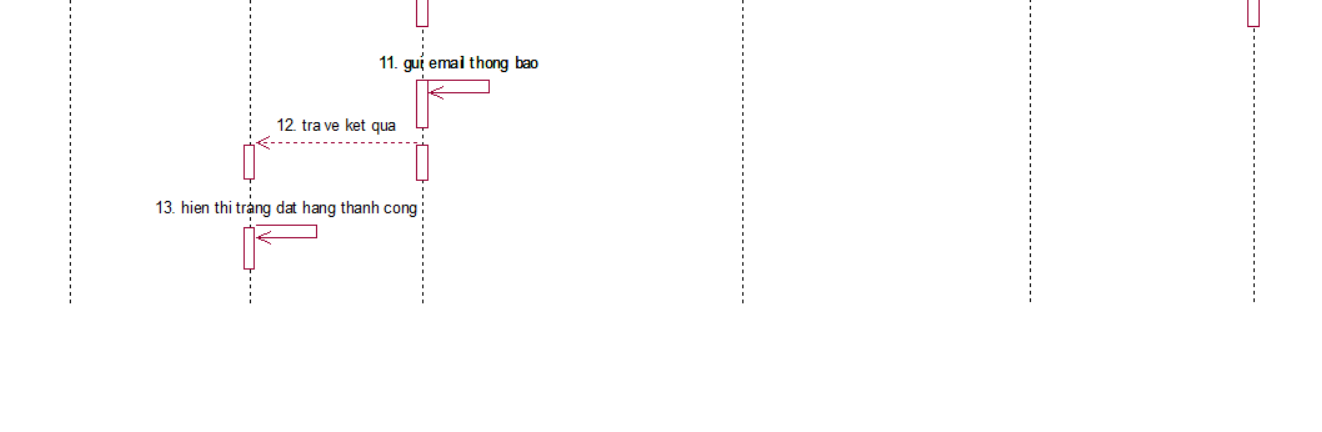 11. gui email thong bao
12. tra ve ket qua
13. hien thi trang dat hang thanh cong